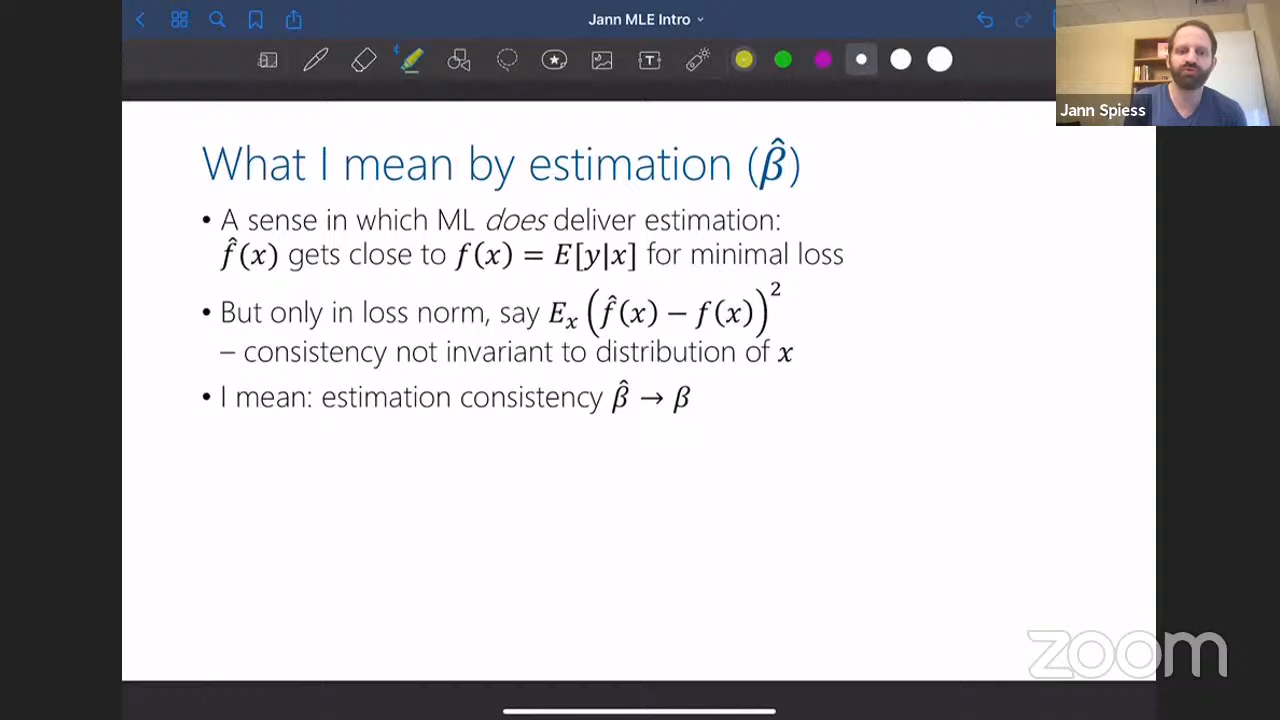 Jann MLE Intro
Jann Spiess
What I mean by estimation (β̂)
• A sense in which ML does deliver estimation:
f̂(x) gets close to f(x) = E[y|x] for minimal loss
• But only in loss norm, say Eₓ (f̂(x) − f(x))²
– consistency not invariant to distribution of x
• I mean: estimation consistency β̂ → β
zoom